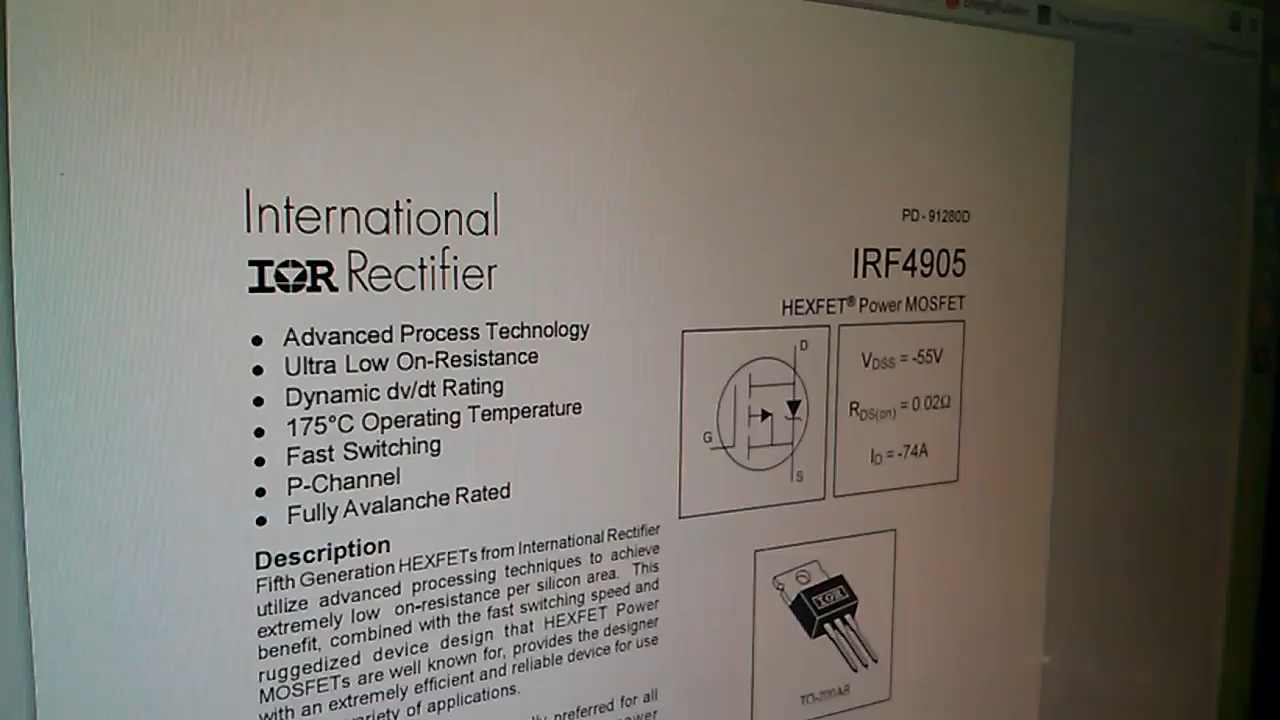 International
IOR Rectifier
PD - 91280D
IRF4905
HEXFET® Power MOSFET
Advanced Process Technology
Ultra Low On-Resistance
Dynamic dv/dt Rating
175°C Operating Temperature
Fast Switching
P-Channel
Fully Avalanche Rated
D
G
S
VDSS = -55V
RDS(on) = 0.02Ω
ID = -74A
Description
Fifth Generation HEXFETs from International Rectifier
utilize advanced processing techniques to achieve
extremely low on-resistance per silicon area. This
benefit, combined with the fast switching speed and
ruggedized device design that HEXFET Power
MOSFETs are well known for, provides the designer
with an extremely efficient and reliable device for use
of applications.
preferred for all
IOR
TO-220AB